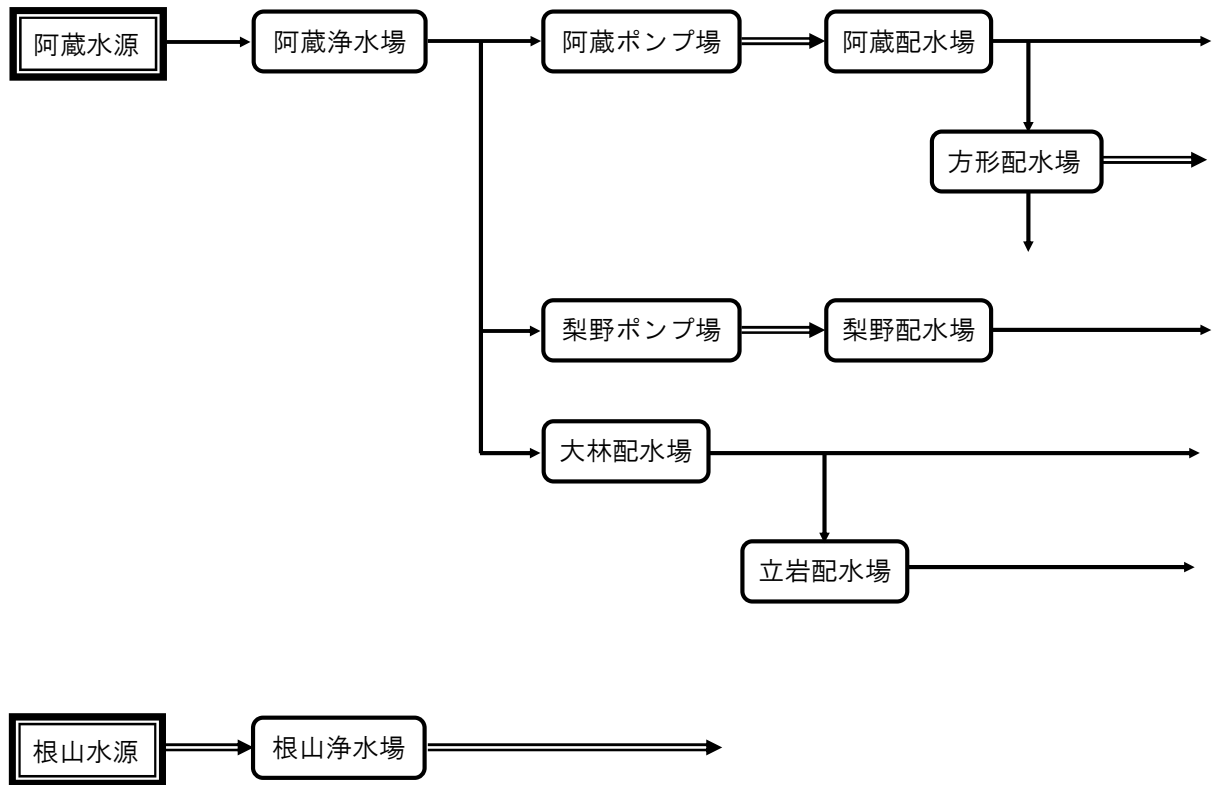 阿蔵水源
阿蔵浄水場
阿蔵ポンプ場
阿蔵配水場
方形配水場
梨野ポンプ場
梨野配水場
大林配水場
立岩配水場
根山水源
根山浄水場